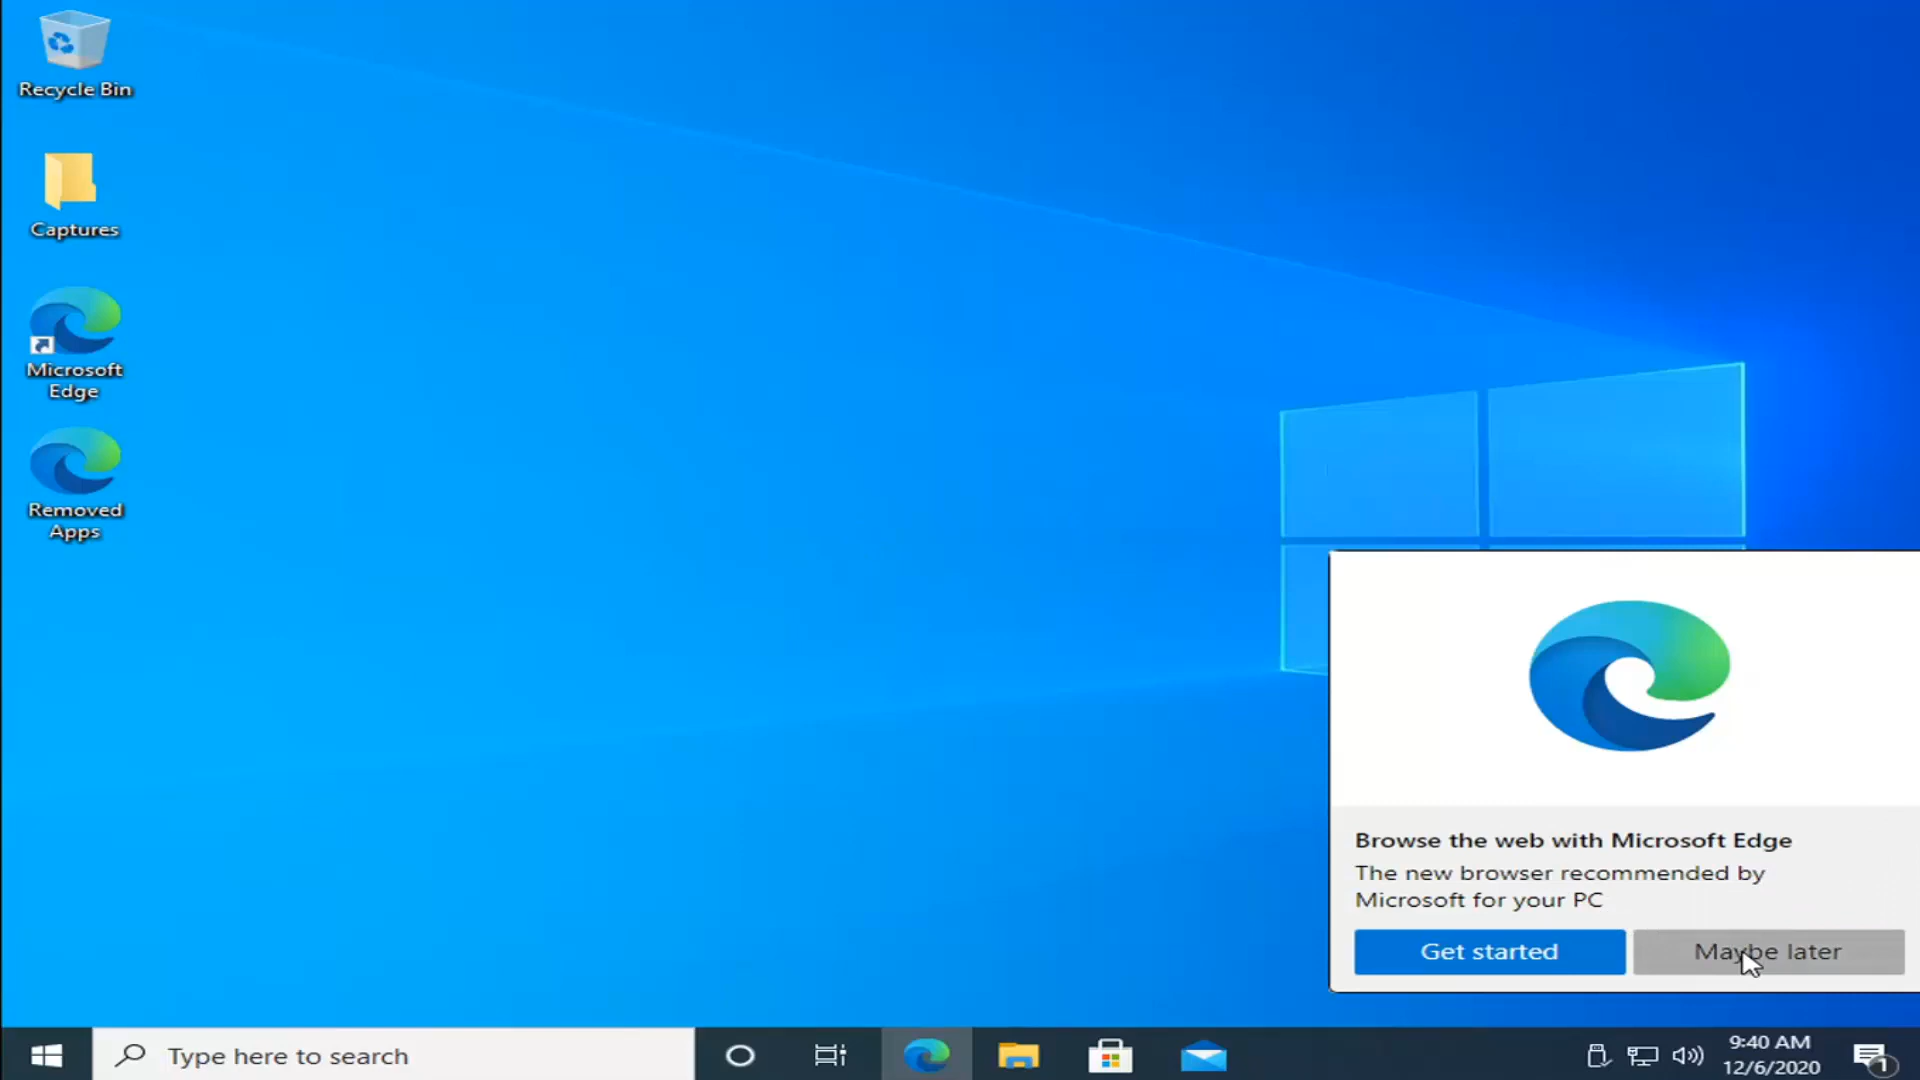 Recycle Bin
Captures
Microsoft
Edge
Removed
Apps
Browse the web with Microsoft Edge
The new browser recommended by
Microsoft for your PC
Get started
Maybe later
Type here to search
9:40 AM
12/6/2020
1